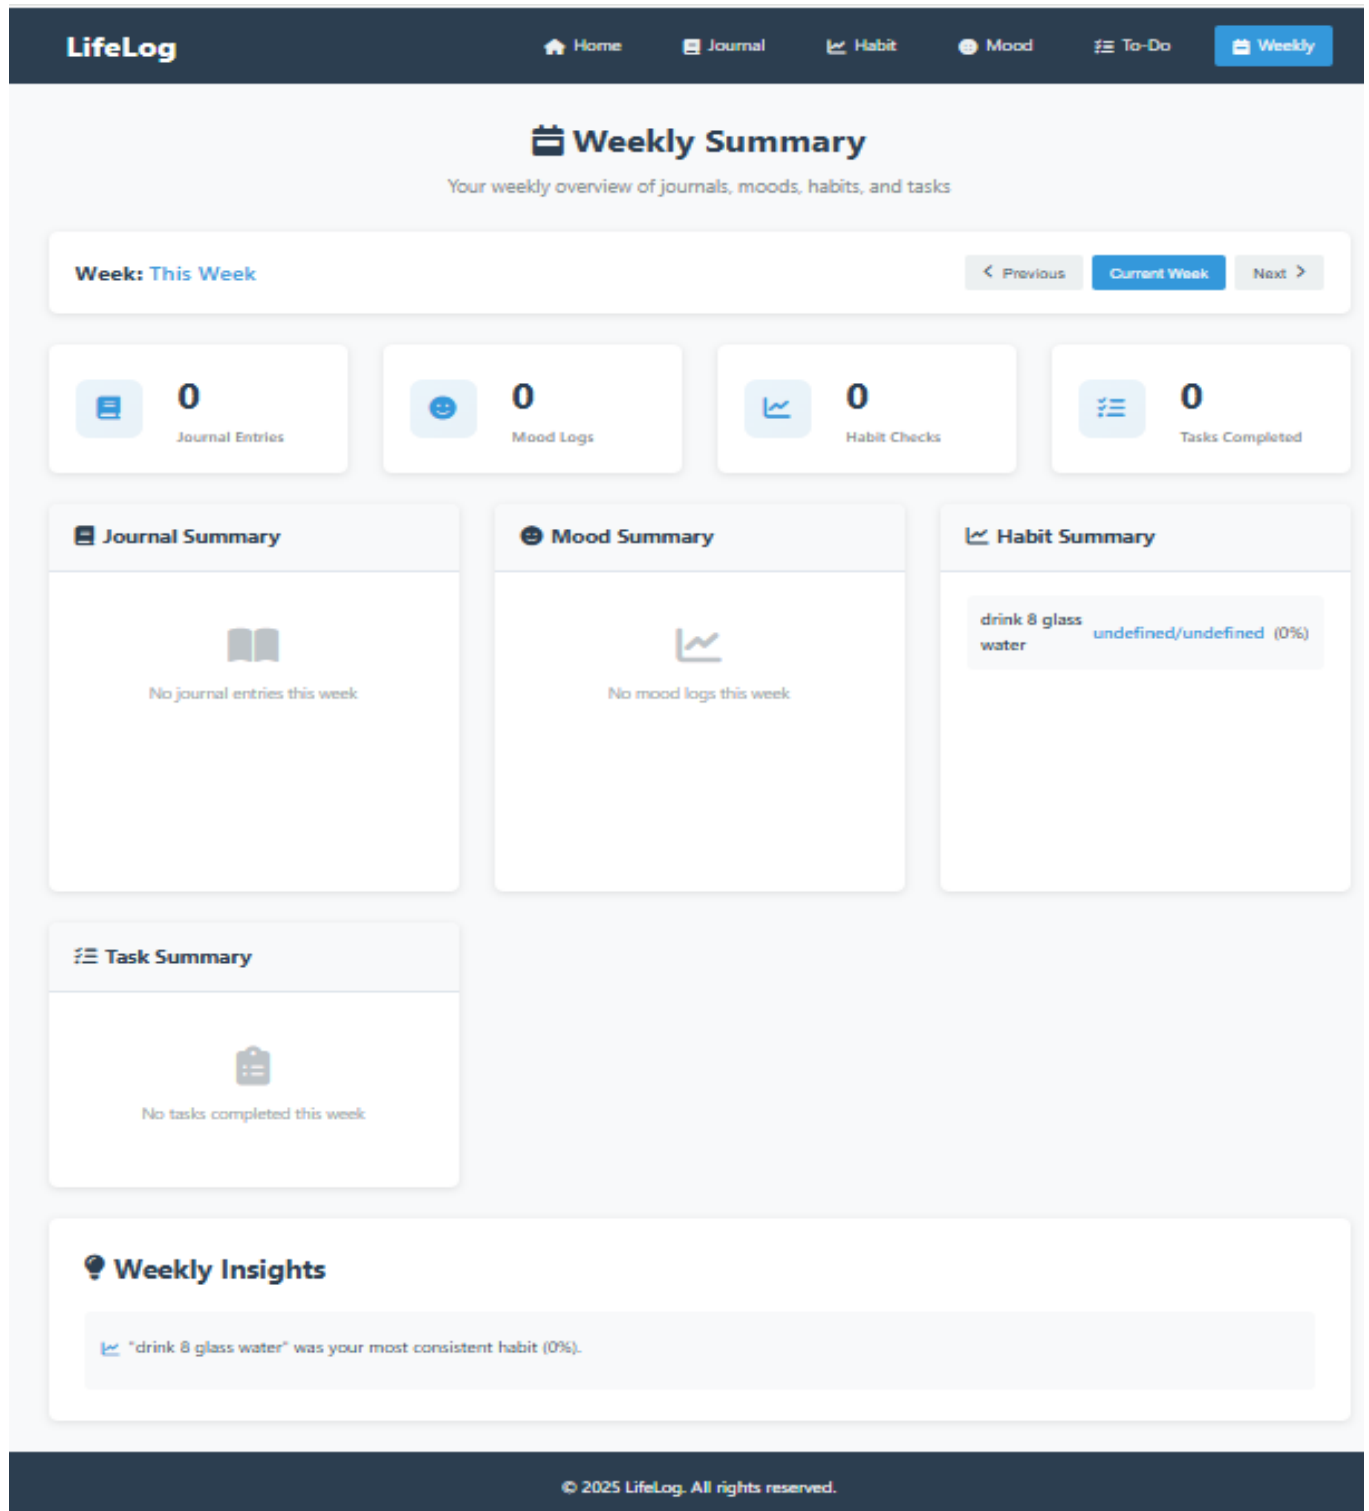 LifeLog
Home Journal Habit Mood To-Do Weekly
Weekly Summary
Your weekly overview of journals, moods, habits, and tasks
Week: This Week
Previous Current Week Next
0
Journal Entries
0
Mood Logs
0
Habit Checks
0
Tasks Completed
Journal Summary
No journal entries this week
Mood Summary
No mood logs this week
Habit Summary
drink 8 glass
water
undefined/undefined (0%)
Task Summary
No tasks completed this week
Weekly Insights
"drink 8 glass water" was your most consistent habit (0%).
© 2025 LifeLog. All rights reserved.